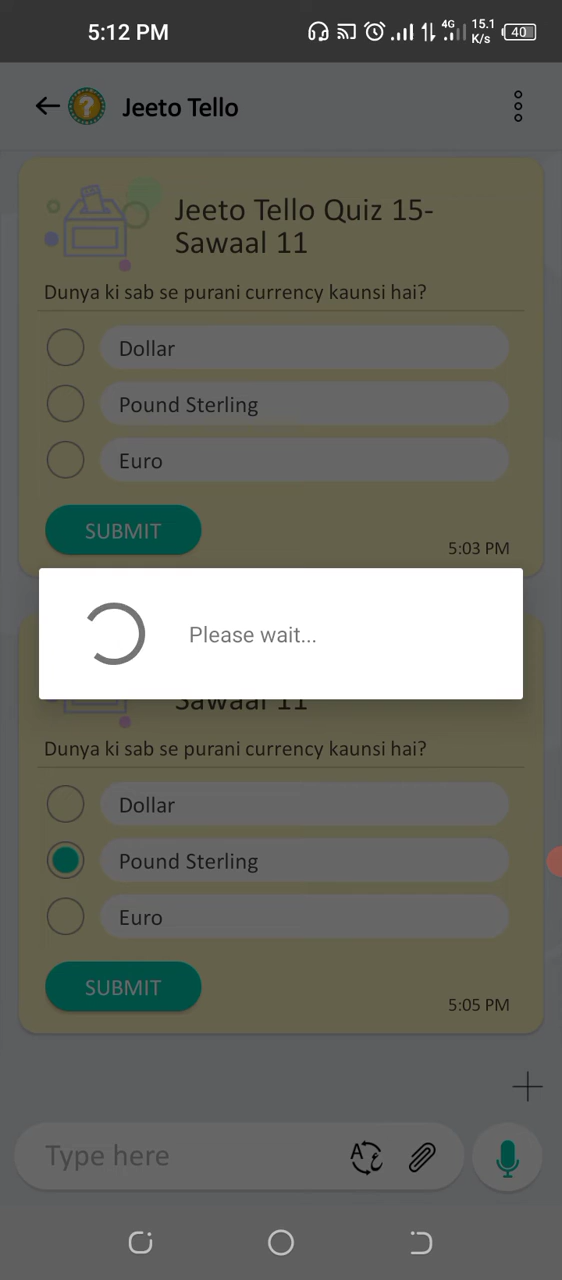 5:12 PM
4G
15.1
K/s
40
Jeeto Tello
Jeeto Tello Quiz 15-
Sawaal 11
Dunya ki sab se purani currency kaunsi hai?
Dollar
Pound Sterling
Euro
SUBMIT
5:03 PM
Please wait...
Sawaal 11
Dunya ki sab se purani currency kaunsi hai?
Dollar
Pound Sterling
Euro
SUBMIT
5:05 PM
Type here